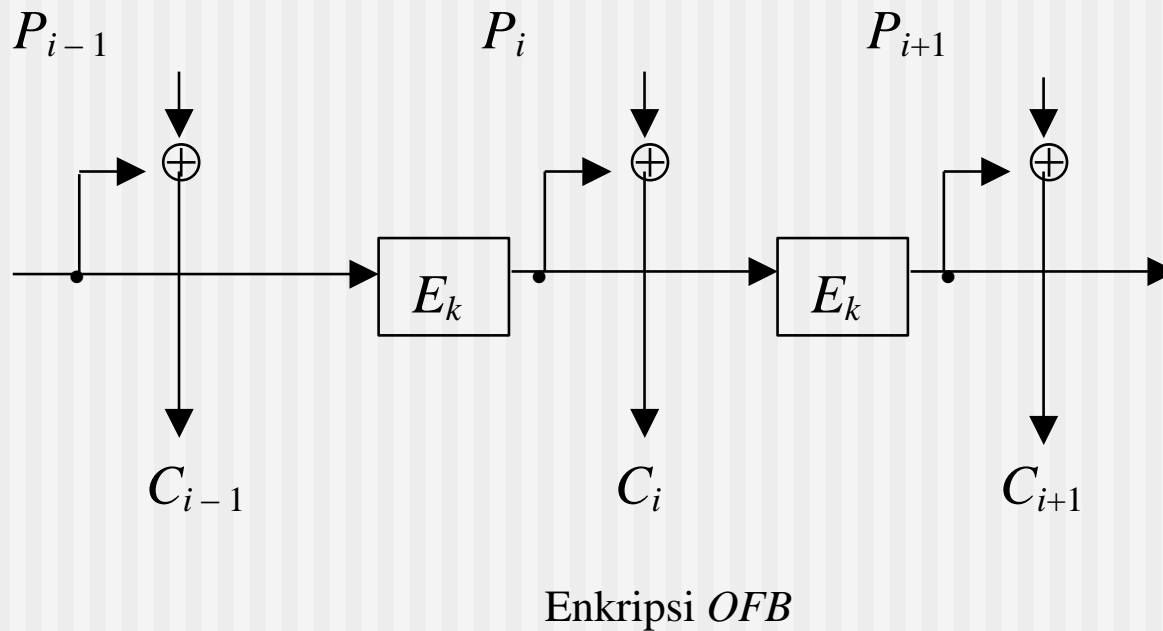 P_{i – 1} P_i P_{i+1}
E_k E_k
C_{i – 1} C_i C_{i+1}
Enkripsi OFB